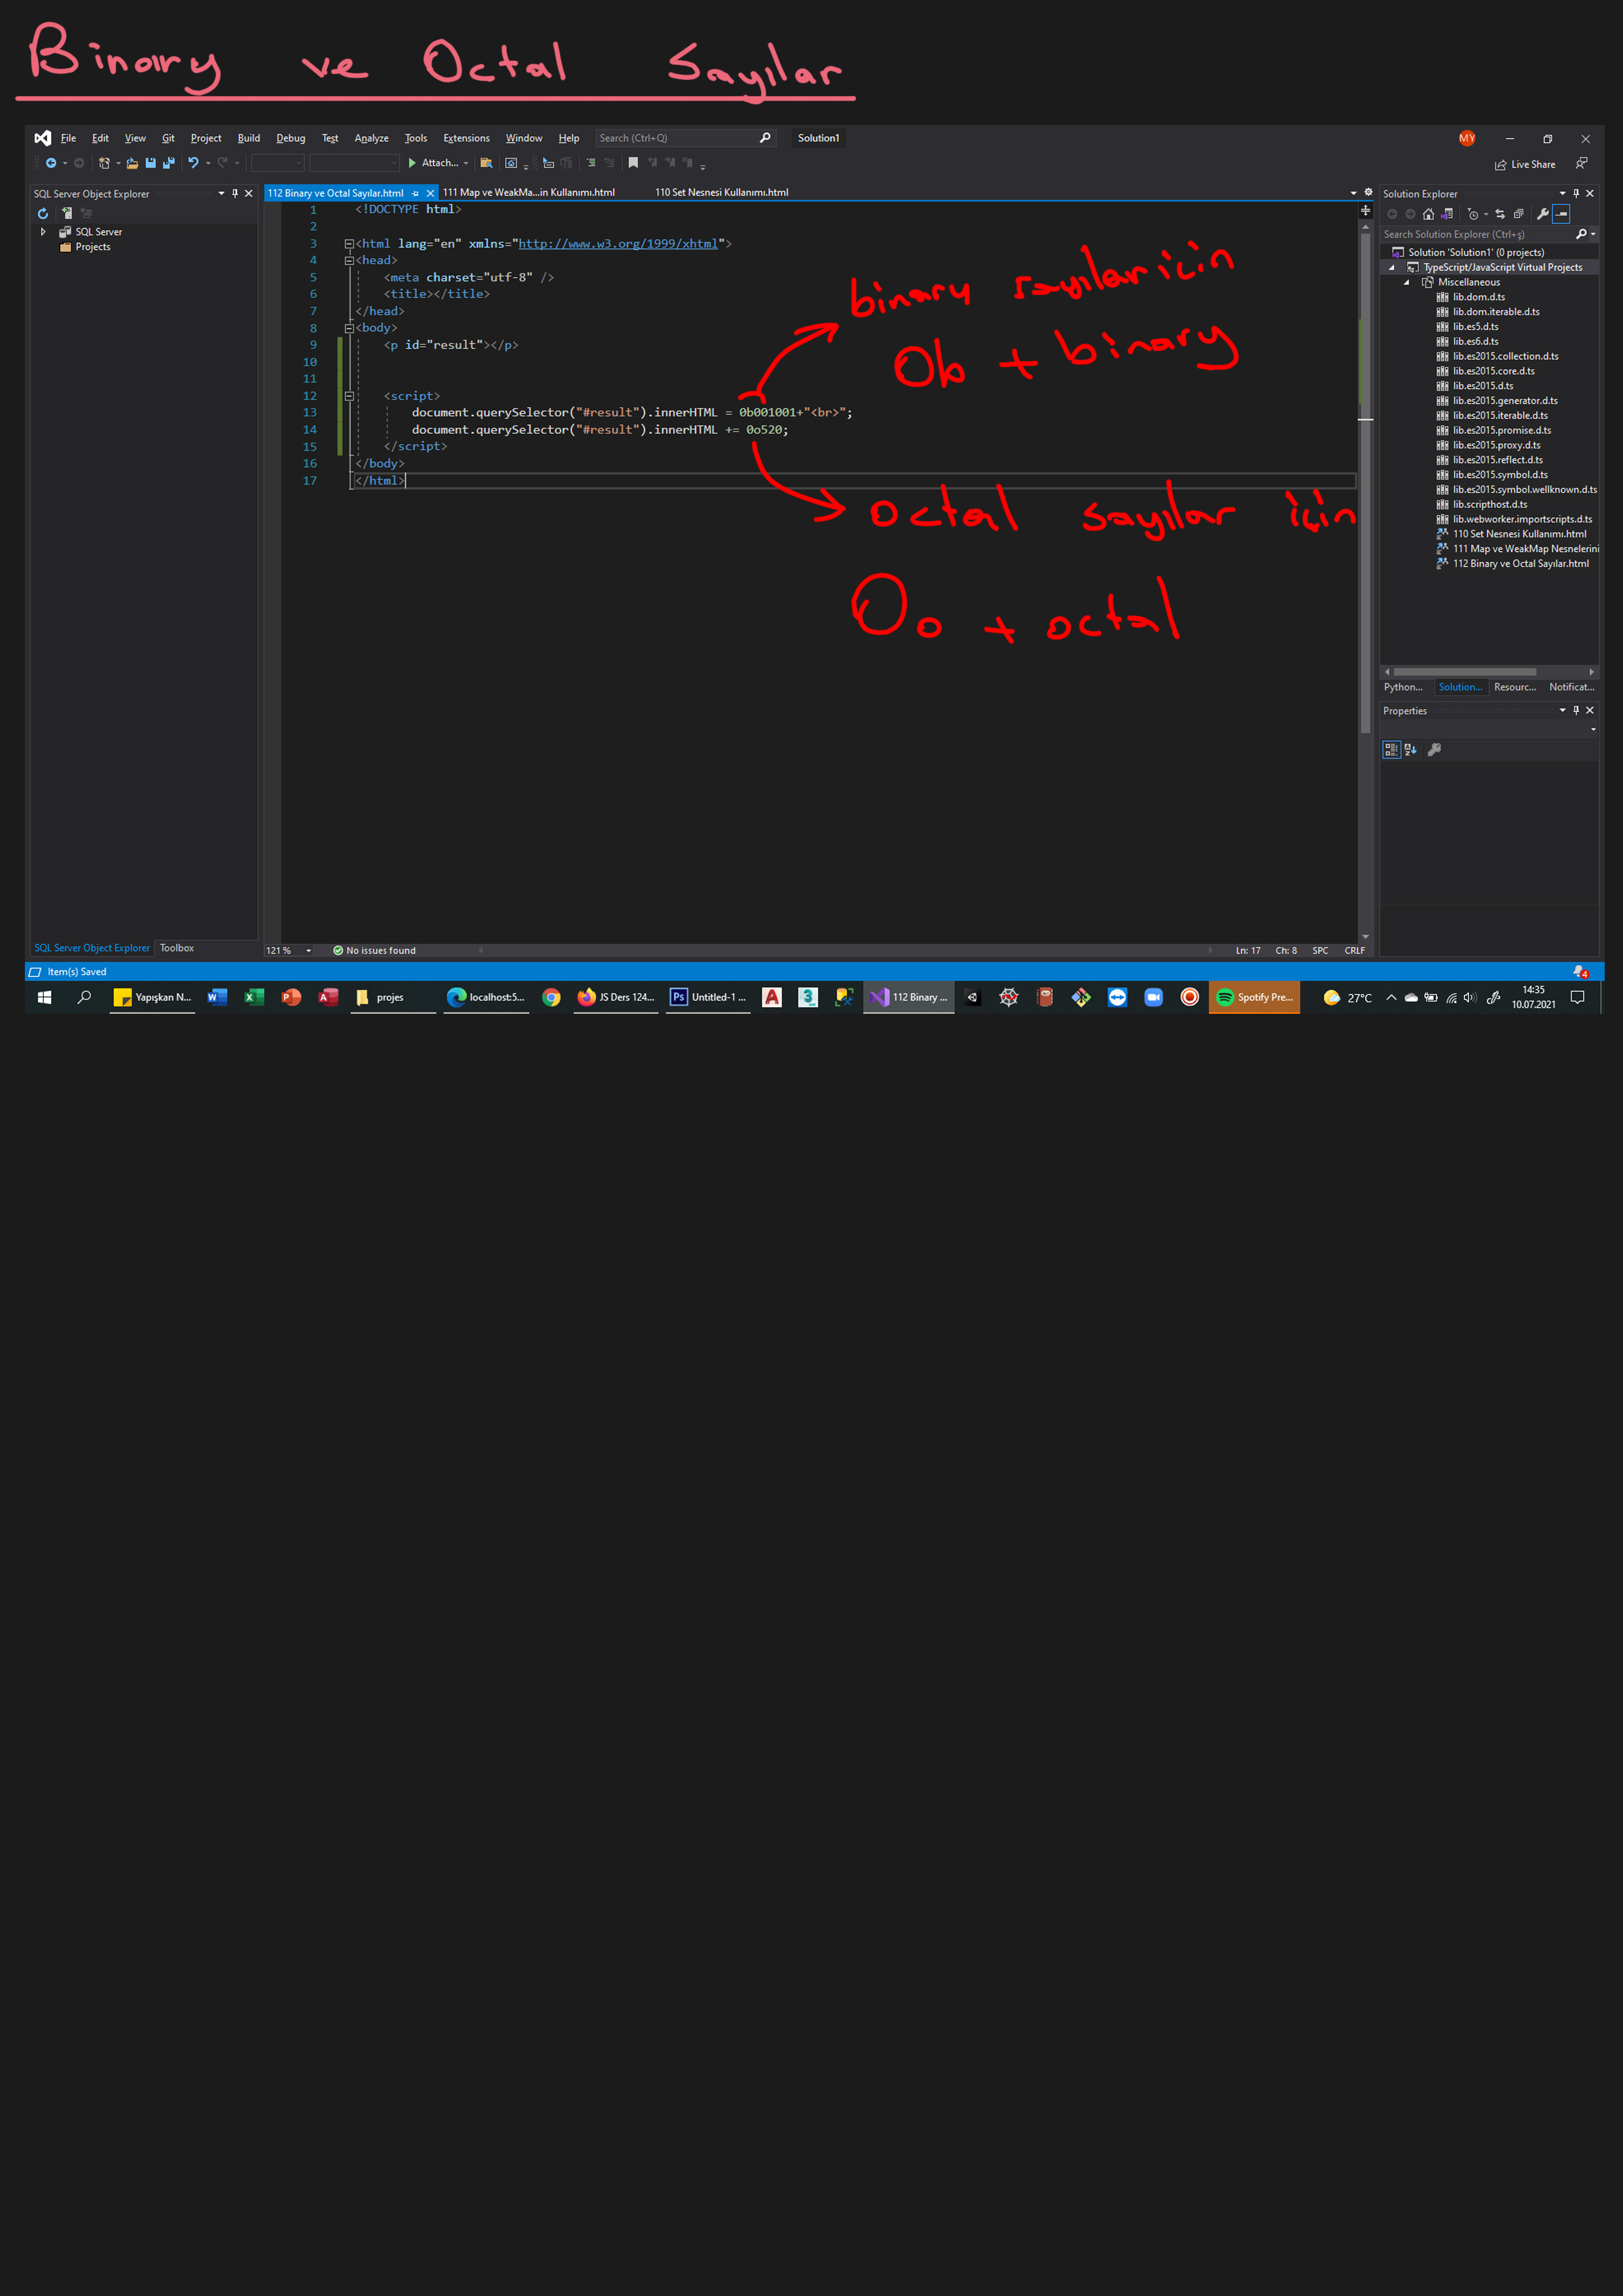 Binary ve Octal Sayılar
File Edit View Git Project Build Debug Test Analyze Tools Extensions Window Help Search (Ctrl+Q) Solution1 MY
Attach... Live Share
SQL Server Object Explorer
SQL Server
Projects
112 Binary ve Octal Sayılar.html 111 Map ve WeakMa...in Kullanımı.html 110 Set Nesnesi Kullanımı.html
1 <!DOCTYPE html>
2
3 <html lang="en" xmlns="http://www.w3.org/1999/xhtml">
4 <head>
5 <meta charset="utf-8" />
6 <title></title>
7 </head>
8 <body>
9 <p id="result"></p>
10
11
12 <script>
13 document.querySelector("#result").innerHTML = 0b001001+"<br>";
14 document.querySelector("#result").innerHTML += 0o520;
15 </script>
16 </body>
17 </html>
binary sayılar için
0b + binary
octal sayılar için
0o + octal
Solution Explorer
Search Solution Explorer (Ctrl+ş)
Solution 'Solution1' (0 projects)
TypeScript/JavaScript Virtual Projects
Miscellaneous
lib.dom.d.ts
lib.dom.iterable.d.ts
lib.es5.d.ts
lib.es6.d.ts
lib.es2015.collection.d.ts
lib.es2015.core.d.ts
lib.es2015.d.ts
lib.es2015.generator.d.ts
lib.es2015.iterable.d.ts
lib.es2015.promise.d.ts
lib.es2015.proxy.d.ts
lib.es2015.reflect.d.ts
lib.es2015.symbol.d.ts
lib.es2015.symbol.wellknown.d.ts
lib.scripthost.d.ts
lib.webworker.importscripts.d.ts
110 Set Nesnesi Kullanımı.html
111 Map ve WeakMap Nesnelerini
112 Binary ve Octal Sayılar.html
Python... Solution... Resourc... Notificat...
Properties
SQL Server Object Explorer Toolbox
121 % No issues found Ln: 17 Ch: 8 SPC CRLF
Item(s) Saved 4
Yapışkan N... projes localhost:5... JS Ders 124... Untitled-1 ... 112 Binary ... Spotify Pre... 27°C 14:35
10.07.2021